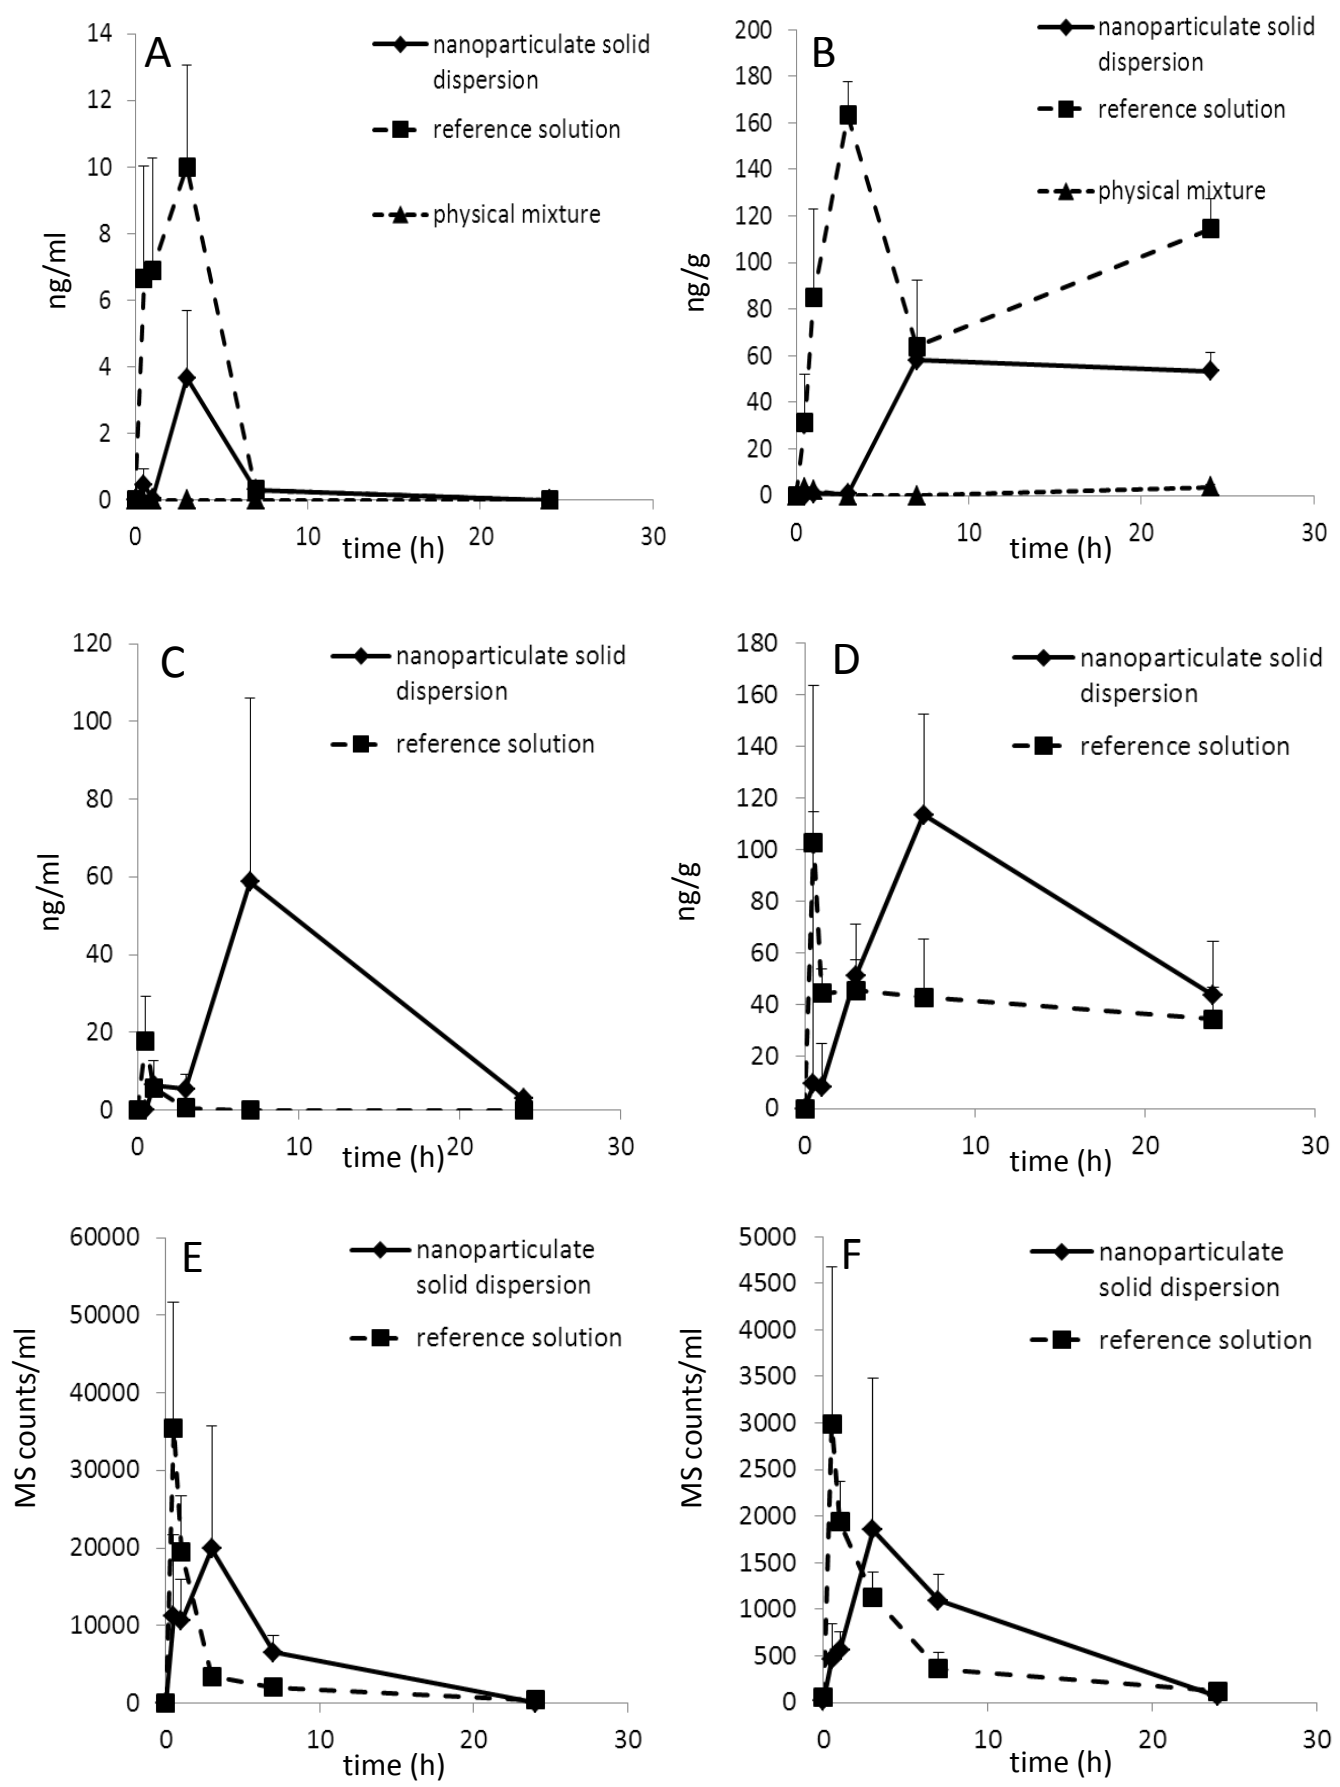 A
nanoparticulate solid
dispersion
reference solution
physical mixture
14
12
10
8
6
4
2
0
ng/ml
0
10
20
30
time (h)
B
nanoparticulate solid
dispersion
reference solution
physical mixture
200
180
160
140
120
100
80
60
40
20
0
ng/g
0
10
20
30
time (h)
C
nanoparticulate solid
dispersion
reference solution
120
100
80
60
40
20
0
ng/ml
0
10
20
30
time (h)
D
nanoparticulate solid
dispersion
reference solution
180
160
140
120
100
80
60
40
20
0
ng/g
0
10
20
30
time (h)
E
nanoparticulate
solid dispersion
reference solution
60000
50000
40000
30000
20000
10000
0
MS counts/ml
0
10
20
30
time (h)
F
nanoparticulate
solid dispersion
reference solution
5000
4500
4000
3500
3000
2500
2000
1500
1000
500
0
MS counts/ml
0
10
20
30
time (h)